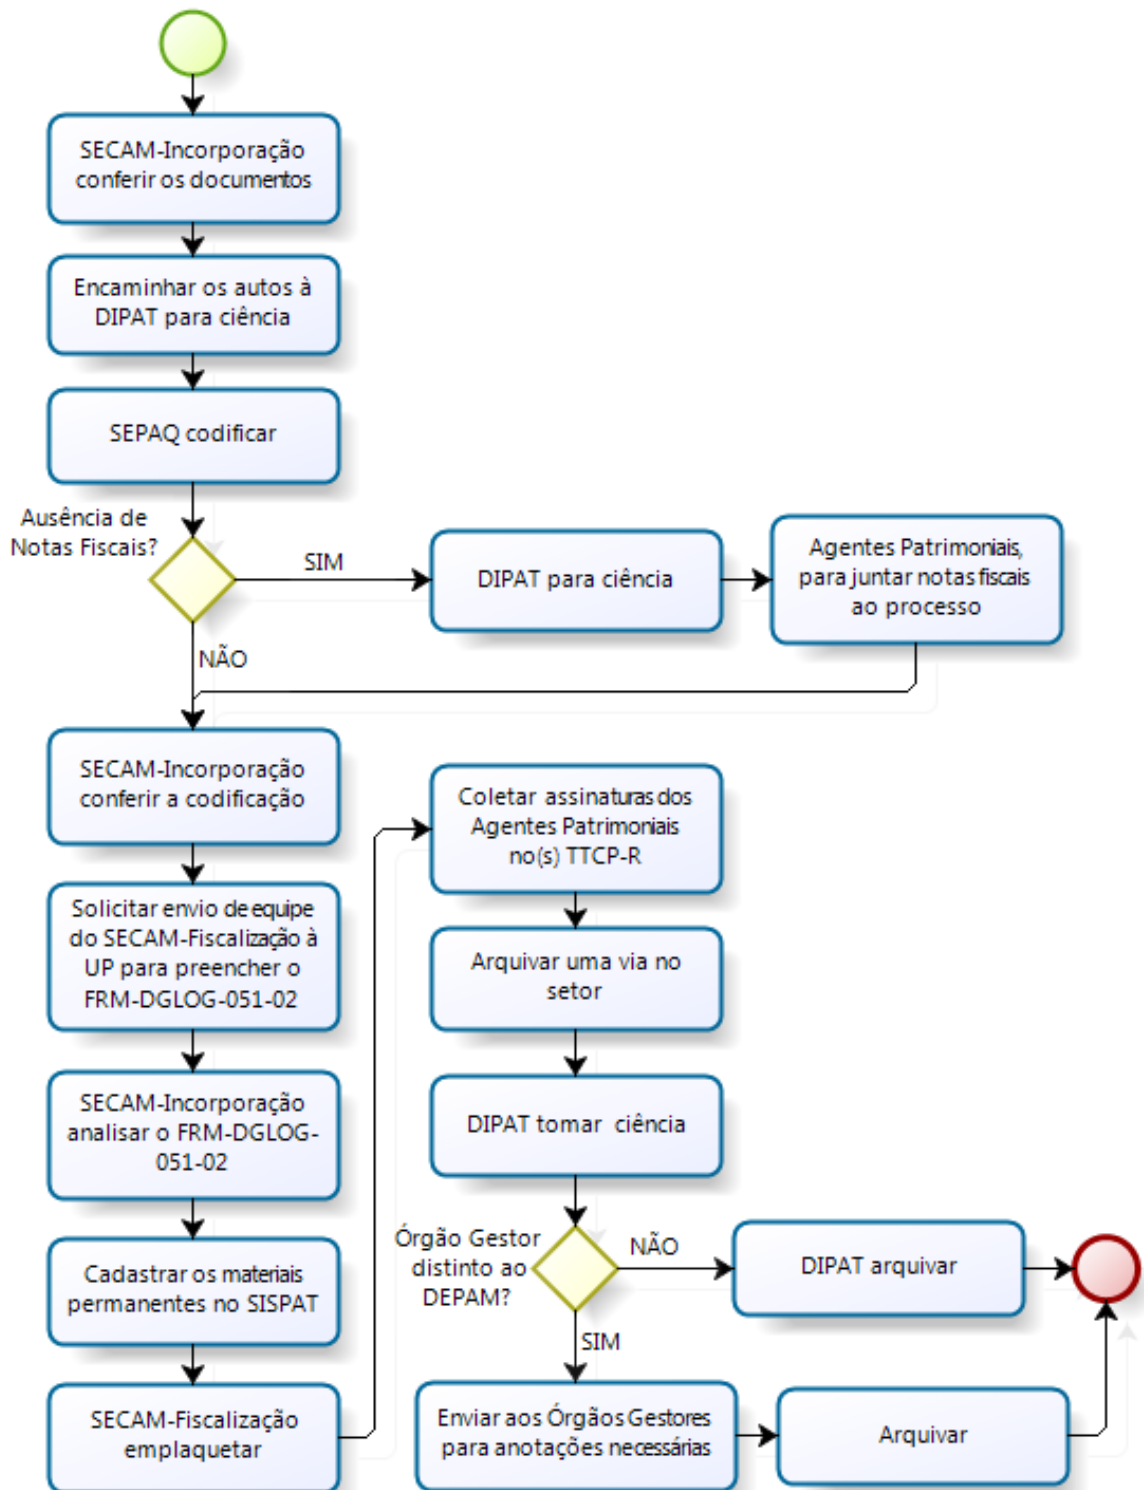 SECAM-Incorporação
conferir os documentos
Encaminhar os autos à
DIPAT para ciência
SEPAQ codificar
Ausência de
Notas Fiscais?
SIM
DIPAT para ciência
Agentes Patrimoniais,
para juntar notas fiscais
ao processo
NÃO
SECAM-Incorporação
conferir a codificação
Solicitar envio de equipe
do SECAM-Fiscalização à
UP para preencher o
FRM-DGLOG-051-02
SECAM-Incorporação
analisar o FRM-DGLOG-
051-02
Cadastrar os materiais
permanentes no SISPAT
SECAM-Fiscalização
emplaquetar
Coletar assinaturas dos
Agentes Patrimoniais
no(s) TTCP-R
Arquivar uma via no
setor
DIPAT tomar ciência
Órgão Gestor
distinto ao
DEPAM?
NÃO
DIPAT arquivar
SIM
Enviar aos Órgãos Gestores
para anotações necessárias
Arquivar